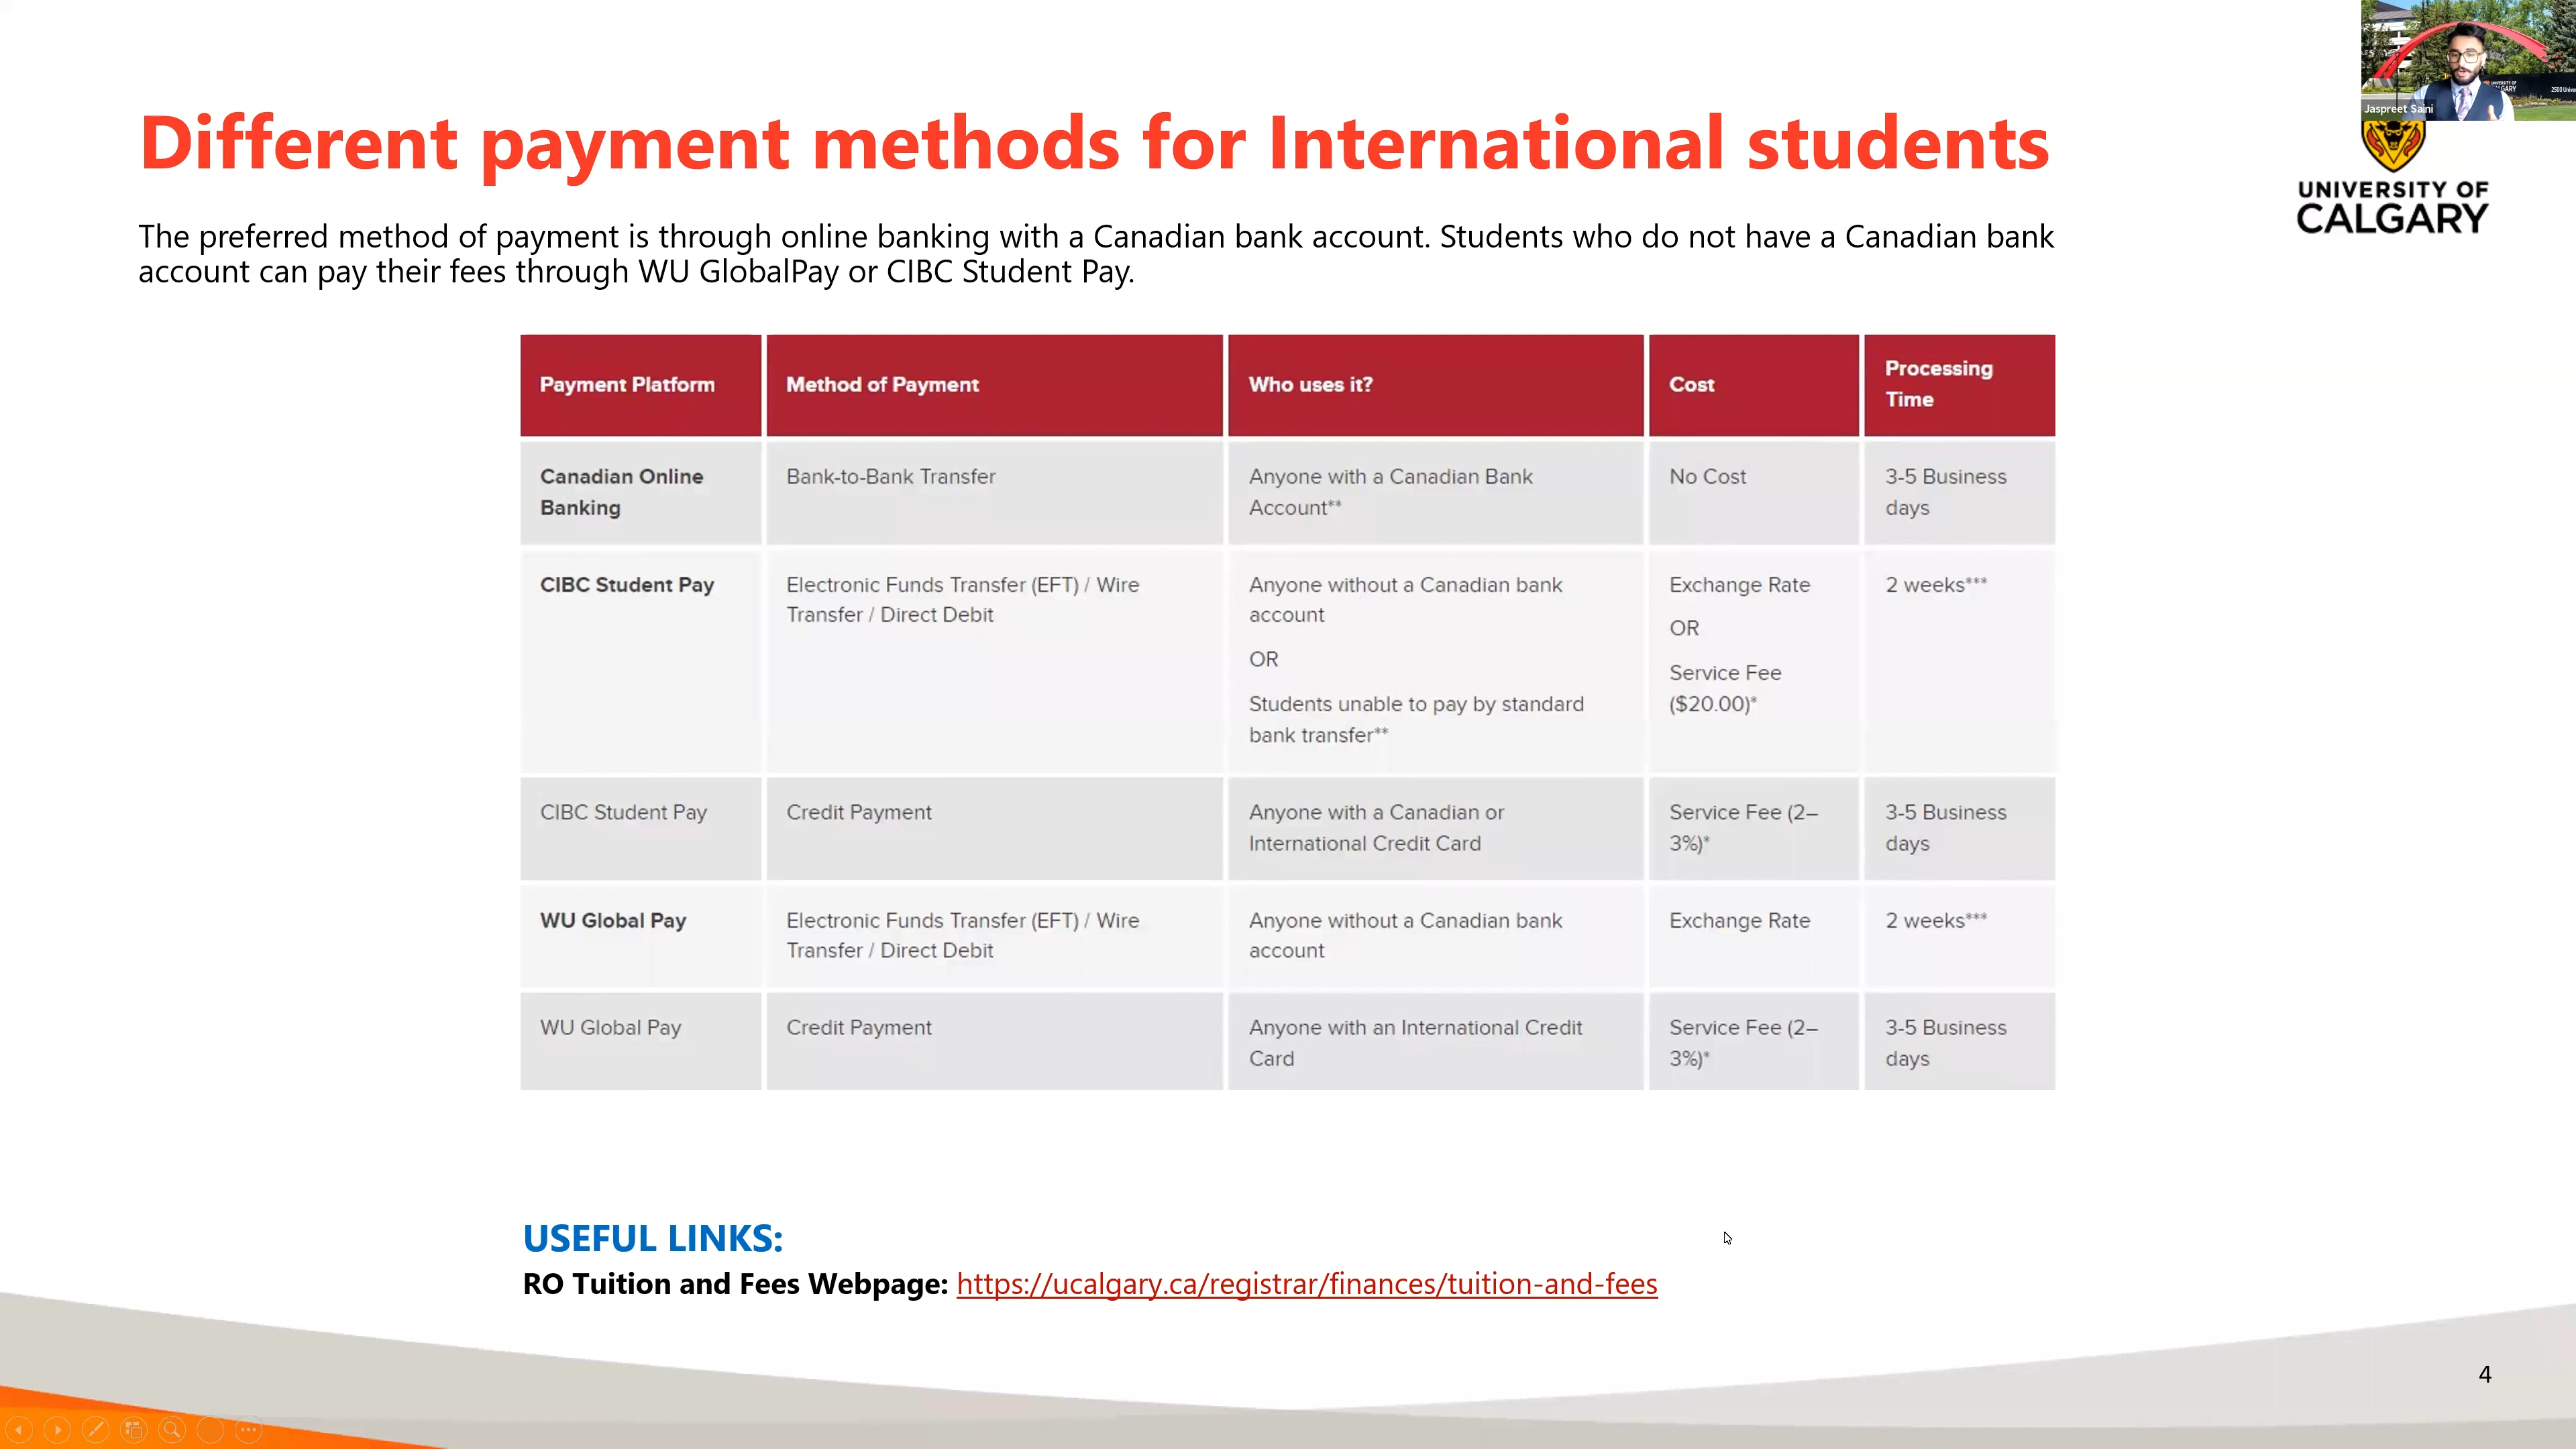 Different payment methods for International students
The preferred method of payment is through online banking with a Canadian bank account. Students who do not have a Canadian bank
account can pay their fees through WU GlobalPay or CIBC Student Pay.
Jaspreet Saini
UNIVERSITY OF
CALGARY
Payment Platform
Method of Payment
Who uses it?
Cost
Processing
Time
Canadian Online
Banking
Bank-to-Bank Transfer
Anyone with a Canadian Bank
Account**
No Cost
3-5 Business
days
CIBC Student Pay
Electronic Funds Transfer (EFT) / Wire
Transfer / Direct Debit
Anyone without a Canadian bank
account
OR
Students unable to pay by standard
bank transfer**
Exchange Rate
OR
Service Fee
($20.00)*
2 weeks***
CIBC Student Pay
Credit Payment
Anyone with a Canadian or
International Credit Card
Service Fee (2–
3%)*
3-5 Business
days
WU Global Pay
Electronic Funds Transfer (EFT) / Wire
Transfer / Direct Debit
Anyone without a Canadian bank
account
Exchange Rate
2 weeks***
WU Global Pay
Credit Payment
Anyone with an International Credit
Card
Service Fee (2–
3%)*
3-5 Business
days
USEFUL LINKS:
RO Tuition and Fees Webpage: https://ucalgary.ca/registrar/finances/tuition-and-fees
4